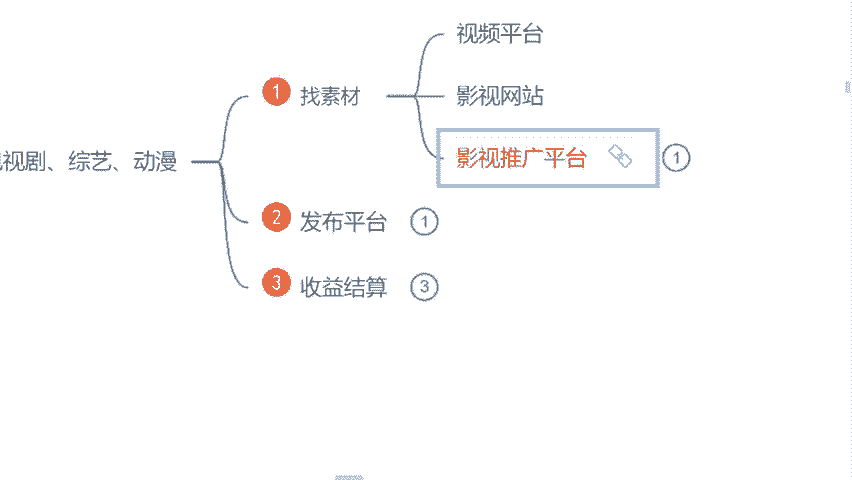 视频平台
1 找素材
影视网站
影视推广平台 1
视剧、综艺、动漫
2 发布平台 1
3 收益结算 3